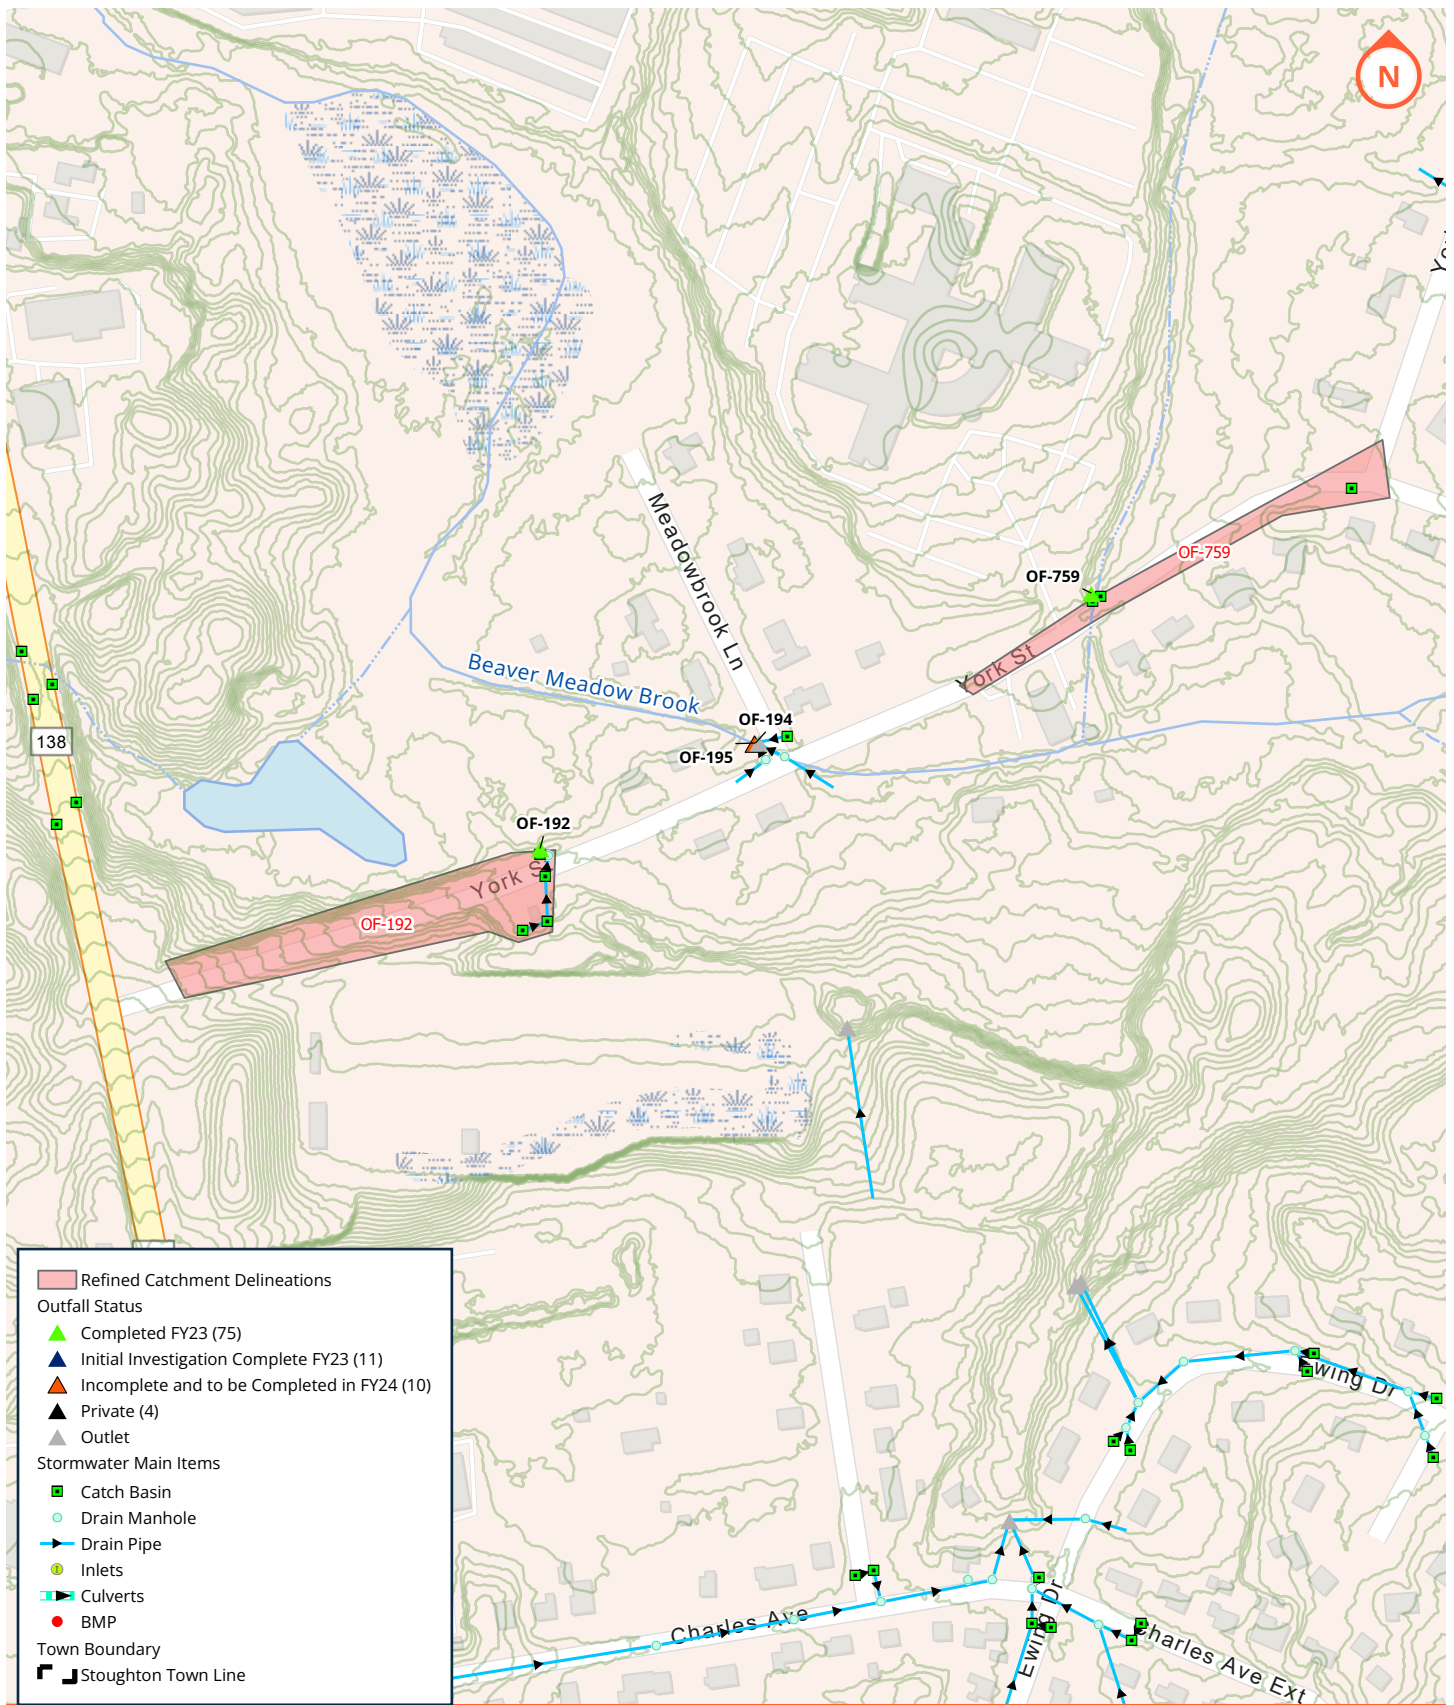 N
Yo
Meadowbrook Ln
OF-759
OF-759
York St
Beaver Meadow Brook
OF-194
OF-195
138
OF-192
York S
OF-192
Refined Catchment Delineations
Outfall Status
Completed FY23 (75)
Initial Investigation Complete FY23 (11)
Incomplete and to be Completed in FY24 (10)
Private (4)
Outlet
Stormwater Main Items
Catch Basin
Drain Manhole
Drain Pipe
Inlets
Culverts
BMP
Town Boundary
Stoughton Town Line
Ewing Dr
Charles Ave
Ewing Dr
Charles Ave Ext